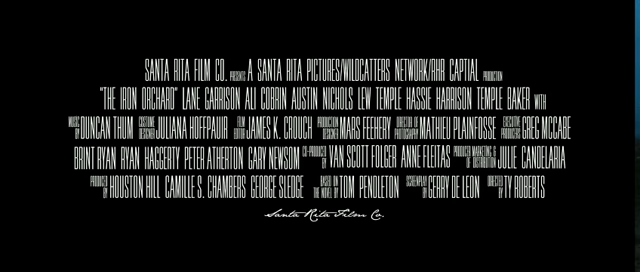 SANTA RITA FILM CO. PRESENTS A SANTA RITA PICTURES/WILDCATTERS NETWORK/RHR CAPTIAL PRODUCTION
"THE IRON ORCHARD" LANE GARRISON ALI COBRIN AUSTIN NICHOLS LEW TEMPLE HASSIE HARRISON TEMPLE BAKER WITH
MUSIC BY DUNCAN THUM COSTUME DESIGNER JULIANA HOFFPAUIR FILM EDITOR JAMES K. CROUCH PRODUCTION DESIGNER MARS FEEHERY DIRECTOR OF PHOTOGRAPHY MATHIEU PLAINFOSSE EXECUTIVE PRODUCERS GREG MCCABE
BRINT RYAN RYAN HAGGERTY PETER ATHERTON GARY NEWSOM CO-PRODUCED BY VAN SCOTT FOLGER ANNE FLEITAS PRODUCER MARKETING & OF DISTRIBUTION JULIE CANDELARIA
PRODUCED BY HOUSTON HILL CAMILLE S. CHAMBERS GEORGE SLEDGE BASED ON THE NOVEL BY TOM PENDLETON SCREENPLAY BY GERRY DE LEON DIRECTED BY TY ROBERTS
Santa Rita Film Co.